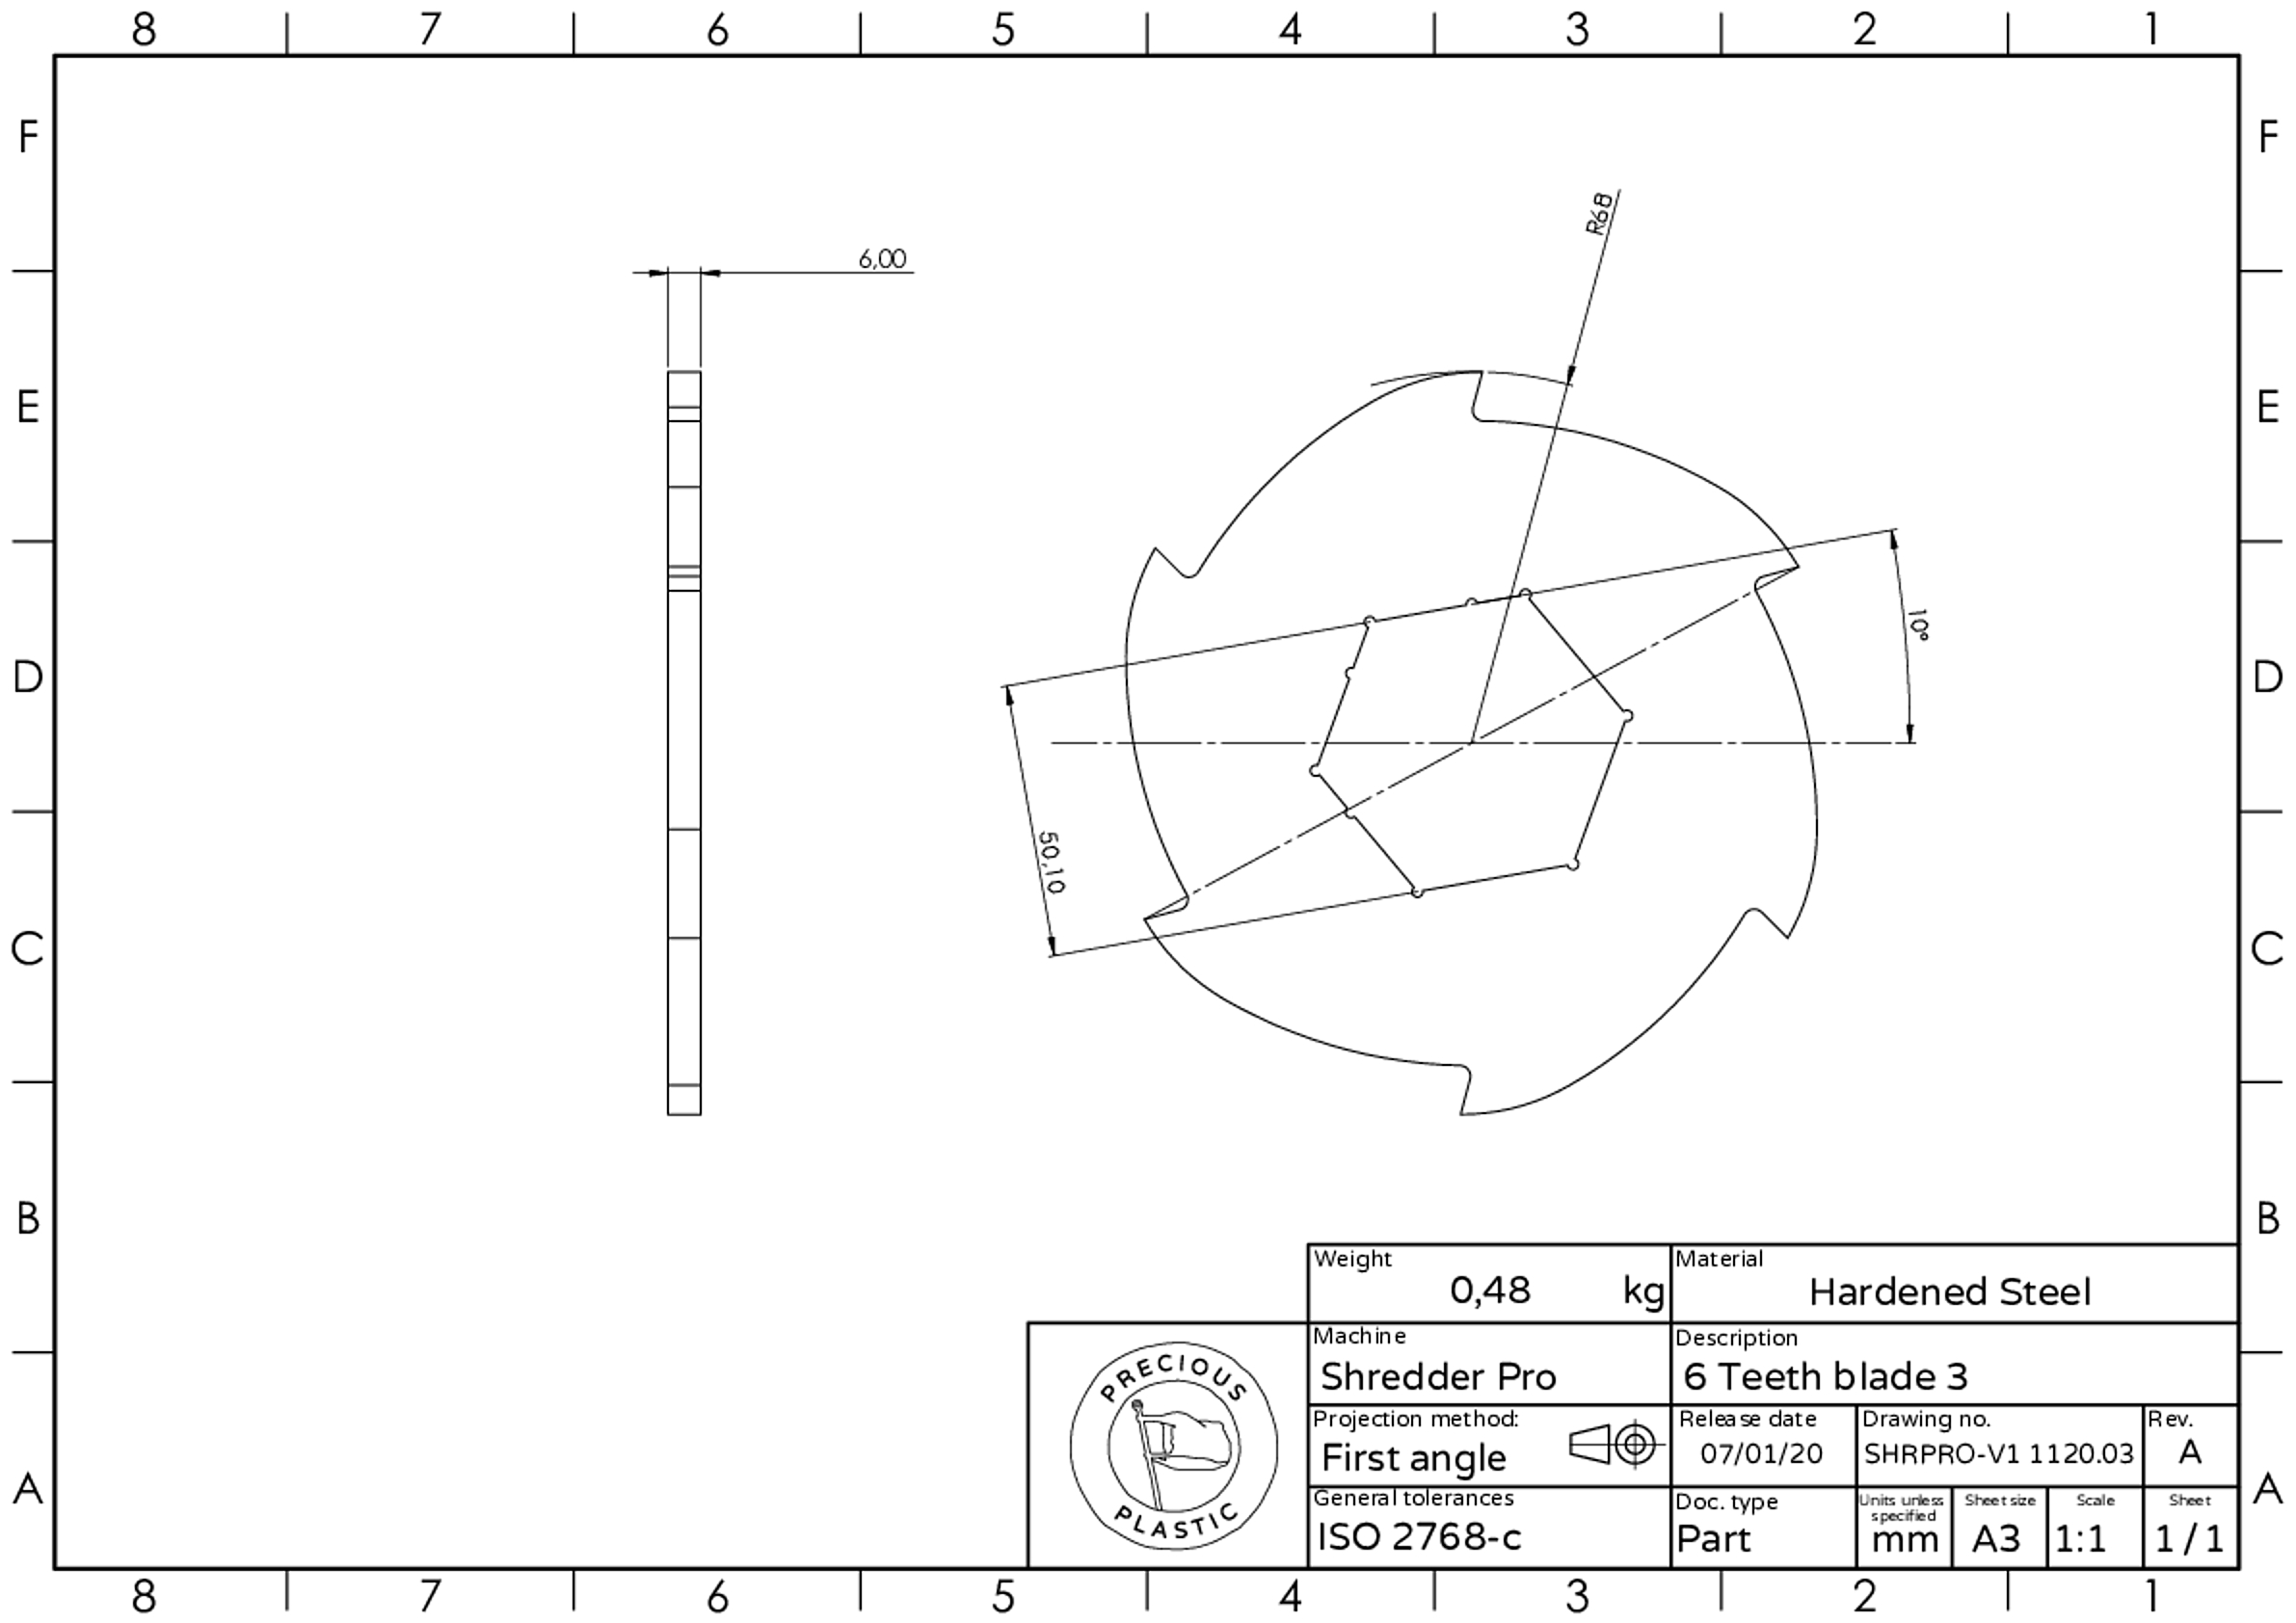 8 7 6 5 4 3 2 1
F F
E E
D D
C C
B B
A A
6,00
R68
10°
50,10
Weight
0,48 kg
Material
Hardened Steel
Machine
Shredder Pro
Description
6 Teeth blade 3
Projection method:
First angle
Release date
07/01/20
Drawing no.
SHRPRO-V1 1120.03
Rev.
A
General tolerances
ISO 2768-c
Doc. type
Part
Units unless
specified
mm
Sheet size
A3
Scale
1:1
Sheet
1 / 1
PRECIOUS
PLASTIC
8 7 6 5 4 3 2 1